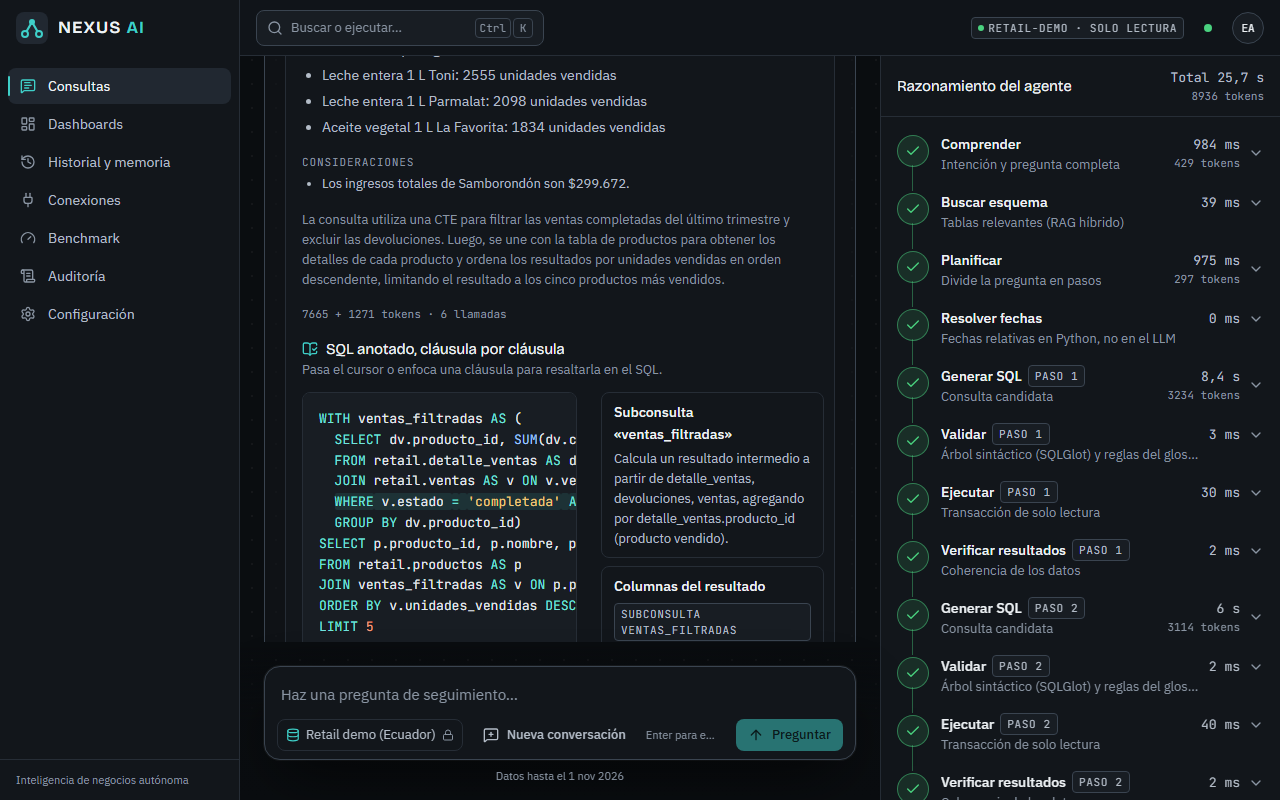 NEXUS AI
Buscar o ejecutar...
Ctrl K
RETAIL-DEMO · SOLO LECTURA
EA
Consultas
Dashboards
Historial y memoria
Conexiones
Benchmark
Auditoría
Configuración
Inteligencia de negocios autónoma
Leche entera 1 L Toni: 2555 unidades vendidas
Leche entera 1 L Parmalat: 2098 unidades vendidas
Aceite vegetal 1 L La Favorita: 1834 unidades vendidas
CONSIDERACIONES
Los ingresos totales de Samborondón son $299.672.
La consulta utiliza una CTE para filtrar las ventas completadas del último trimestre y
excluir las devoluciones. Luego, se une con la tabla de productos para obtener los
detalles de cada producto y ordena los resultados por unidades vendidas en orden
descendente, limitando el resultado a los cinco productos más vendidos.
7665 + 1271 tokens · 6 llamadas
SQL anotado, cláusula por cláusula
Pasa el cursor o enfoca una cláusula para resaltarla en el SQL.
WITH ventas_filtradas AS (
SELECT dv.producto_id, SUM(dv.c
FROM retail.detalle_ventas AS d
JOIN retail.ventas AS v ON v.ve
WHERE v.estado = 'completada' A
GROUP BY dv.producto_id)
SELECT p.producto_id, p.nombre, p
FROM retail.productos AS p
JOIN ventas_filtradas AS v ON p.p
ORDER BY v.unidades_vendidas DESC
LIMIT 5
Subconsulta
«ventas_filtradas»
Calcula un resultado intermedio a
partir de detalle_ventas,
devoluciones, ventas, agregando
por detalle_ventas.producto_id
(producto vendido).
Columnas del resultado
SUBCONSULTA
VENTAS_FILTRADAS
Haz una pregunta de seguimiento...
Retail demo (Ecuador)
Nueva conversación
Enter para e...
Preguntar
Datos hasta el 1 nov 2026
Razonamiento del agente
Total 25,7 s
8936 tokens
Comprender
984 ms
Intención y pregunta completa
429 tokens
Buscar esquema
39 ms
Tablas relevantes (RAG híbrido)
Planificar
975 ms
Divide la pregunta en pasos
297 tokens
Resolver fechas
0 ms
Fechas relativas en Python, no en el LLM
Generar SQL PASO 1
8,4 s
Consulta candidata
3234 tokens
Validar PASO 1
3 ms
Árbol sintáctico (SQLGlot) y reglas del glos...
Ejecutar PASO 1
30 ms
Transacción de solo lectura
Verificar resultados PASO 1
2 ms
Coherencia de los datos
Generar SQL PASO 2
6 s
Consulta candidata
3114 tokens
Validar PASO 2
2 ms
Árbol sintáctico (SQLGlot) y reglas del glos...
Ejecutar PASO 2
40 ms
Transacción de solo lectura
Verificar resultados PASO 2
2 ms